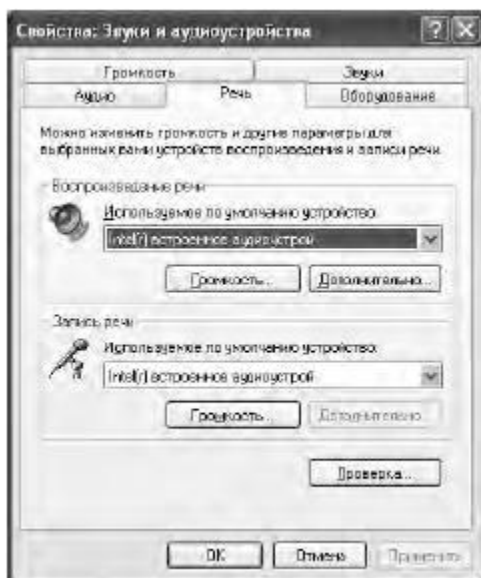 Свойства: Звуки и аудиоустройства
Громкость Звуки
Аудио Речь Оборудование
Можно изменить громкость и другие параметры для
выбранных вами устройств воспроизведения и записи речи.
Воспроизведение речи
Используемое по умолчанию устройство:
Intel(r) встроенное аудиоустрой
Громкость... Дополнительно...
Запись речи
Используемое по умолчанию устройство:
Intel(r) встроенное аудиоустрой
Громкость... Дополнительно...
Проверка...
OK Отмена Применить